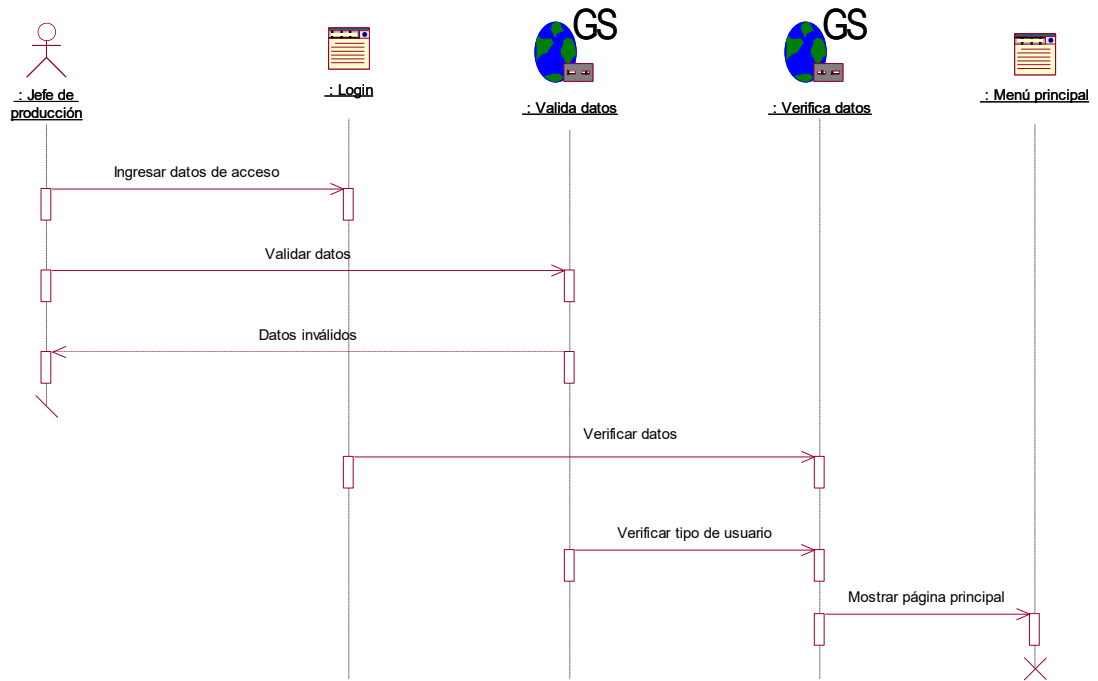 GS
GS
: Jefe de
producción
: Login
: Valida datos
: Verifica datos
: Menú principal
Ingresar datos de acceso
Validar datos
Datos inválidos
Verificar datos
Verificar tipo de usuario
Mostrar página principal